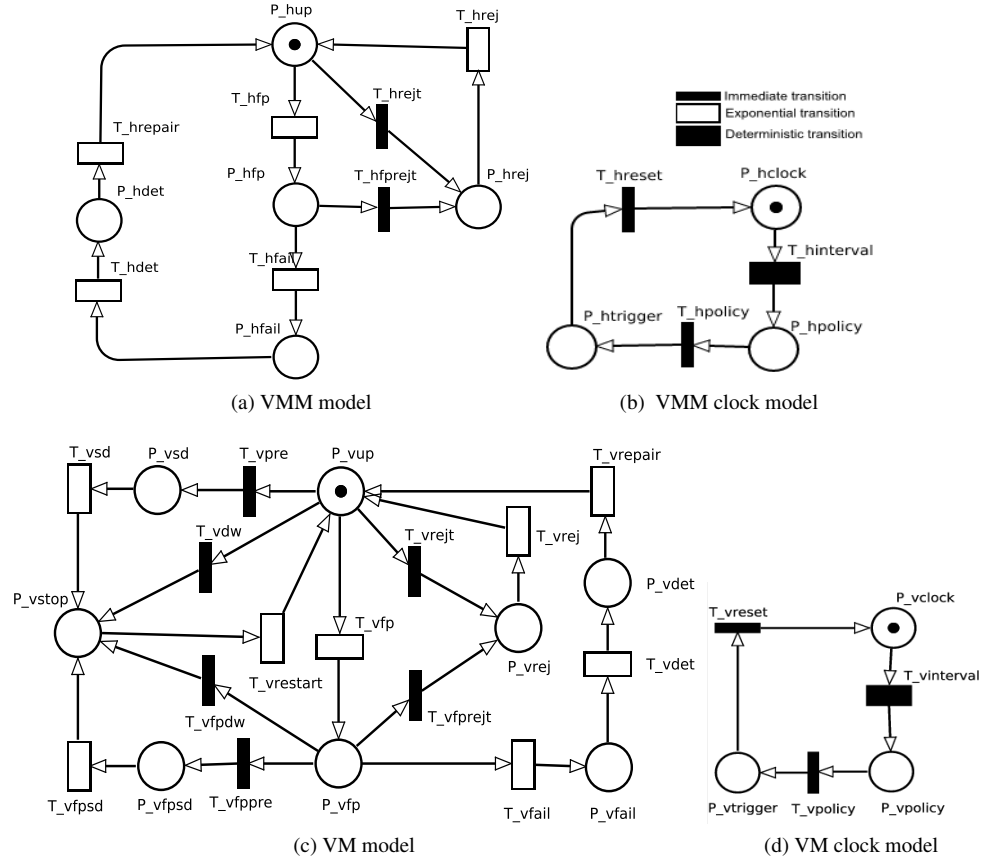 P_hup
T_hrej
T_hfp
T_hrejt
T_hrepair
P_hdet
P_hfp
T_hfprejt
P_hrej
T_hdet
T_hfail
P_hfail
(a) VMM model
Immediate transition
Exponential transition
Deterministic transition
T_hreset
P_hclock
T_hinterval
P_htrigger
T_hpolicy
P_hpolicy
(b) VMM clock model
T_vsd
P_vsd
T_vpre
P_vup
T_vrepair
T_vdw
T_vrejt
T_vrej
P_vstop
P_vdet
T_vfp
T_vrestart
P_vrej
T_vdet
T_vfpdw
T_vfprejt
T_vfpsd
P_vfpsd
T_vfppre
P_vfp
T_vfail
P_vfail
(c) VM model
T_vreset
P_vclock
T_vinterval
P_vtrigger
T_vpolicy
P_vpolicy
(d) VM clock model